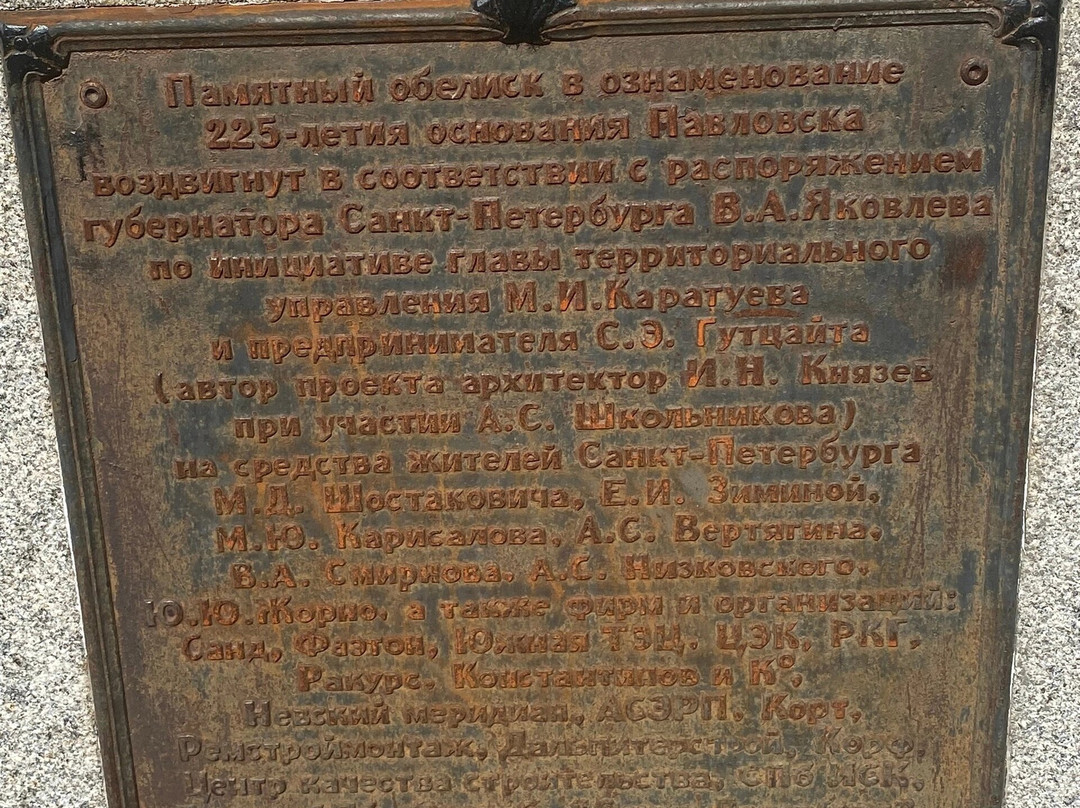 Памятный обелиск в ознаменование
225-летия основания Павловска
воздвигнут в соответствии с распоряжением
губернатора Санкт-Петербурга В.А.Яковлева
по инициативе главы территориального
управления М.И.Каратуева
и предпринимателя С.Э. Гутцайта
(автор проекта архитектор И.Н. Князев
при участии А.С. Школьникова)
на средства жителей Санкт-Петербурга
М.Д. Шостаковича, Е.И. Зиминой,
М.Ю. Карисалова, А.С. Вертягина,
В.А. Смирнова, А.С. Низковского,
Ю.Ю. Жорно, а также фирм и организаций:
Санд, Фаэтон, Южная ТЭЦ, ЦЭК, РКГ,
Ракурс, Константинов и К°,
Невский меридиан, АСЭРП, Корт,
Ремстроймонтаж, Дальпитерстрой, Корф,
Центр качества строительства, СПб ИСК,